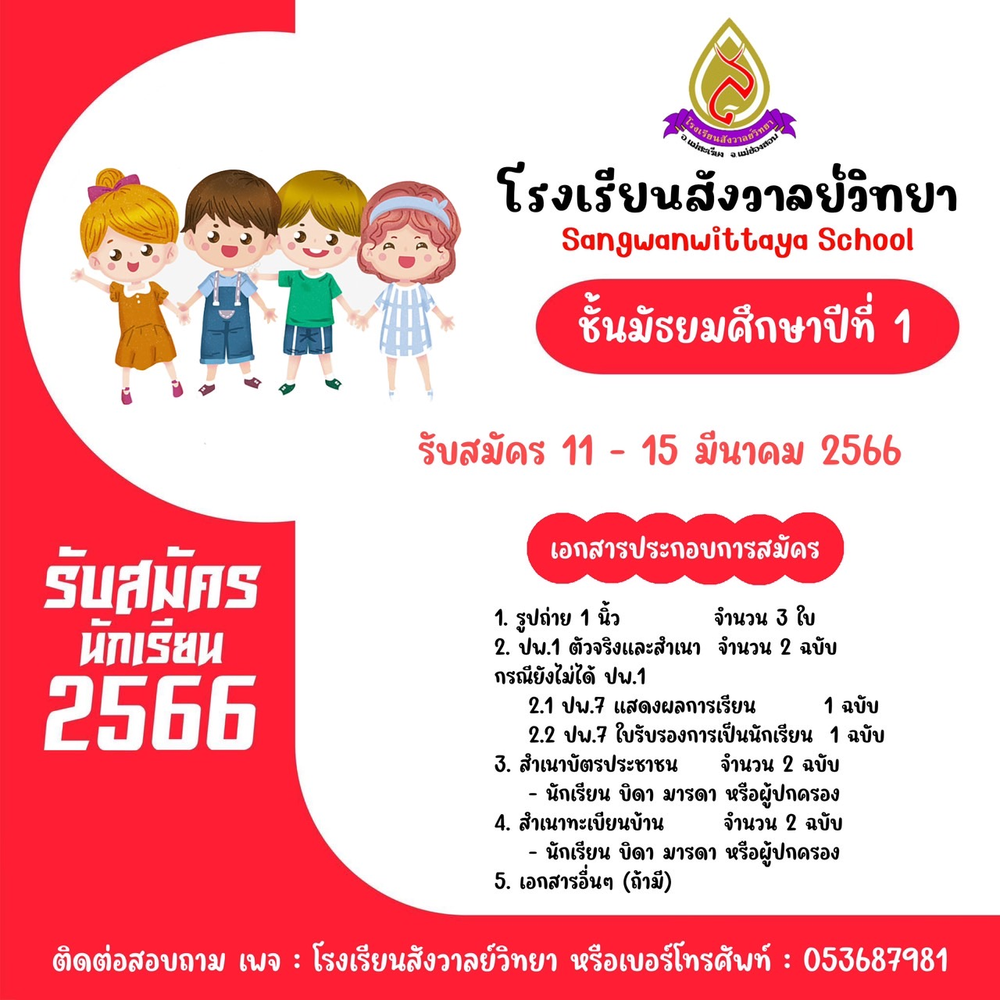 โรงเรียนสังวาลย์วิทยา
อ.แม่สะเรียง จ.แม่ฮ่องสอน
โรงเรียนสังวาลย์วิทยา
Sangwanwittaya School
ชั้นมัธยมศึกษาปีที่ 1
รับสมัคร 11 - 15 มีนาคม 2566
รับสมัคร
นักเรียน
2566
เอกสารประกอบการสมัคร
1. รูปถ่าย 1 นิ้ว จำนวน 3 ใบ
2. ปพ.1 ตัวจริงและสำเนา จำนวน 2 ฉบับ
กรณียังไม่ได้ ปพ.1
2.1 ปพ.7 แสดงผลการเรียน 1 ฉบับ
2.2 ปพ.7 ใบรับรองการเป็นนักเรียน 1 ฉบับ
3. สำเนาบัตรประชาชน จำนวน 2 ฉบับ
- นักเรียน บิดา มารดา หรือผู้ปกครอง
4. สำเนาทะเบียนบ้าน จำนวน 2 ฉบับ
- นักเรียน บิดา มารดา หรือผู้ปกครอง
5. เอกสารอื่นๆ (ถ้ามี)
ติดต่อสอบถาม เพจ : โรงเรียนสังวาลย์วิทยา หรือเบอร์โทรศัพท์ : 053687981